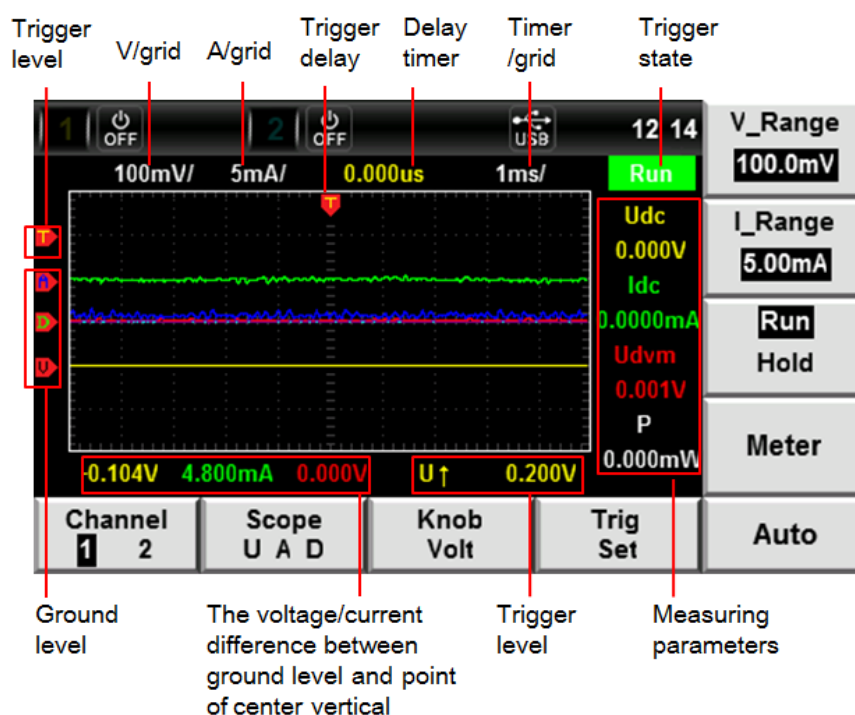 Trigger level
V/grid
A/grid
Trigger delay
Delay timer
Timer /grid
Trigger state
1
OFF
2
OFF
USB
12 14
100mV/
5mA/
0.000us
1ms/
Run
T
T
A
D
U
Udc
0.000V
Idc
0.0000mA
Udvm
0.001V
P
0.000mW
-0.104V
4.800mA
0.000V
U↑
0.200V
V_Range
100.0mV
I_Range
5.00mA
Run
Hold
Meter
Auto
Channel
1 2
Scope
U A D
Knob
Volt
Trig
Set
Ground
level
The voltage/current
difference between
ground level and point
of center vertical
Trigger
level
Measuring
parameters